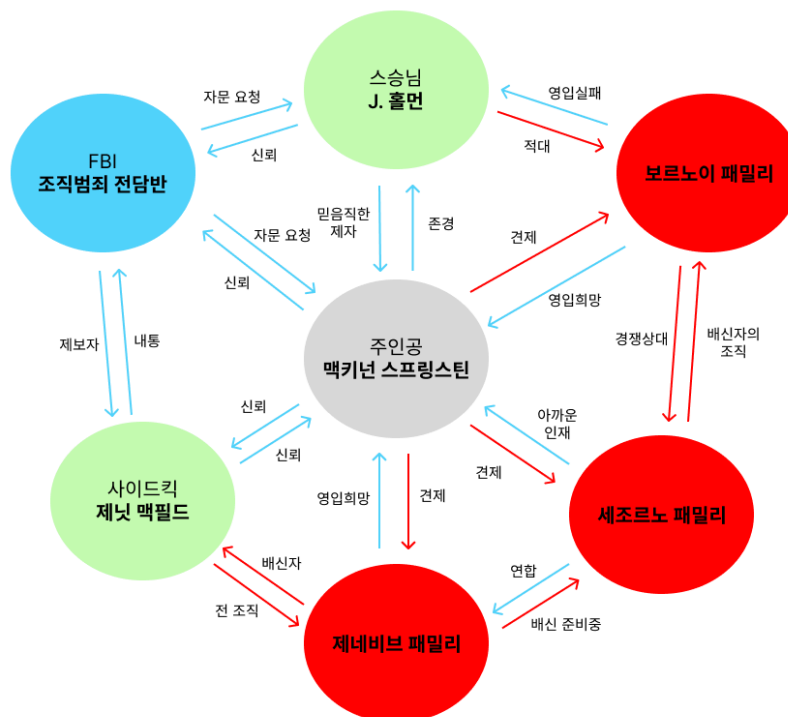 스승님
J. 홀먼
자문 요청
영입실패
FBI
조직범죄 전담반
신뢰
적대
보르노이 패밀리
믿음직한
제자
존경
자문 요청
견제
신뢰
영입희망
제보자
내통
주인공
맥키넌 스프링스틴
경쟁상대
배신자의
조직
신뢰
아까운
인재
신뢰
견제
사이드킥
제닛 맥필드
영입희망
견제
세조르노 패밀리
배신자
연합
전 조직
배신 준비중
제네비브 패밀리